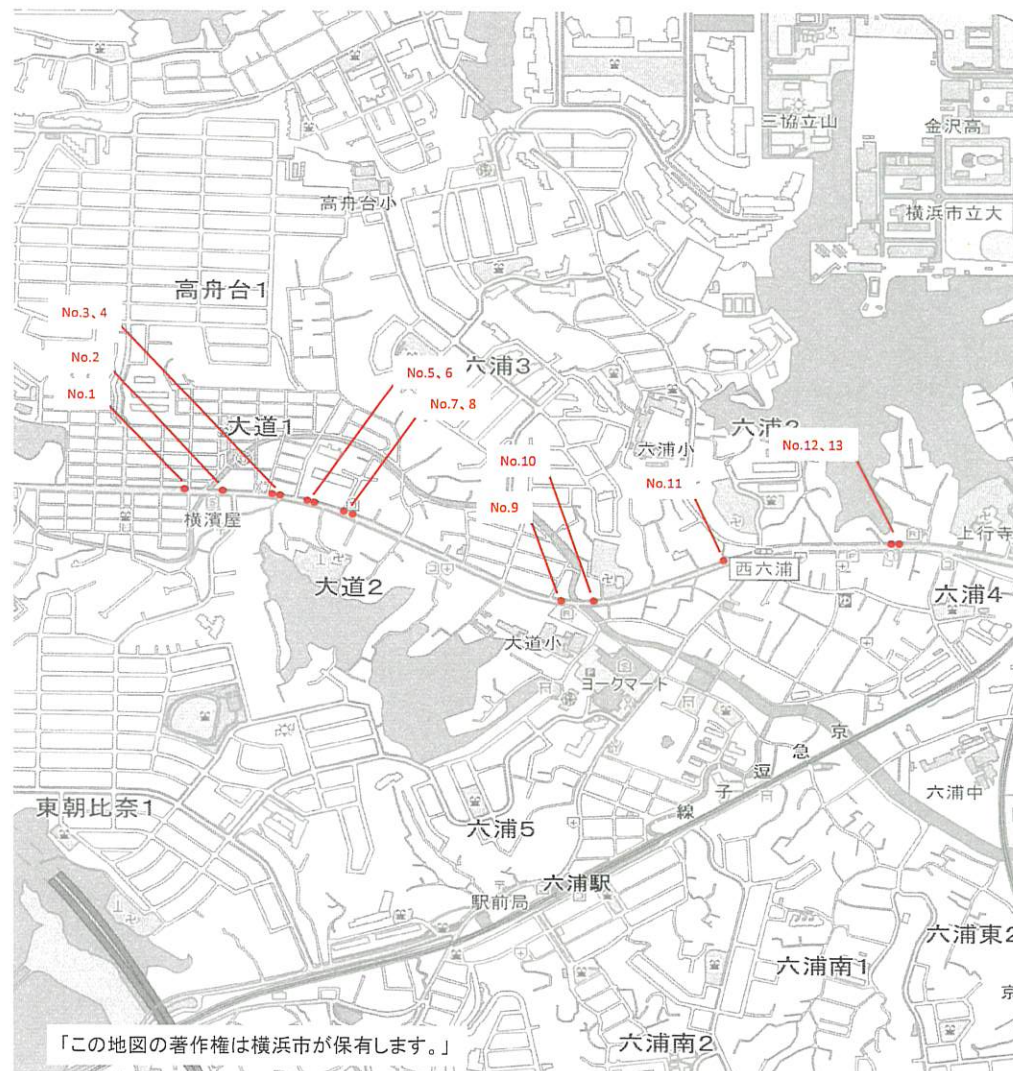 三協立山
金沢高
高舟台小
横浜市立大
高舟台1
No.3、4
No.2
No.1
六浦3
No.5、6
No.7、8
大道1
六浦小
No.12、13
No.10
No.11
No.9
横濱屋
上行寺
西六浦
大道2
六浦4
大道小
ヨークマート
京
急
逗
子
線
六浦中
東朝比奈1
六浦5
六浦駅
駅前局
六浦東2
六浦南1
京
六浦南2
「この地図の著作権は横浜市が保有します。」